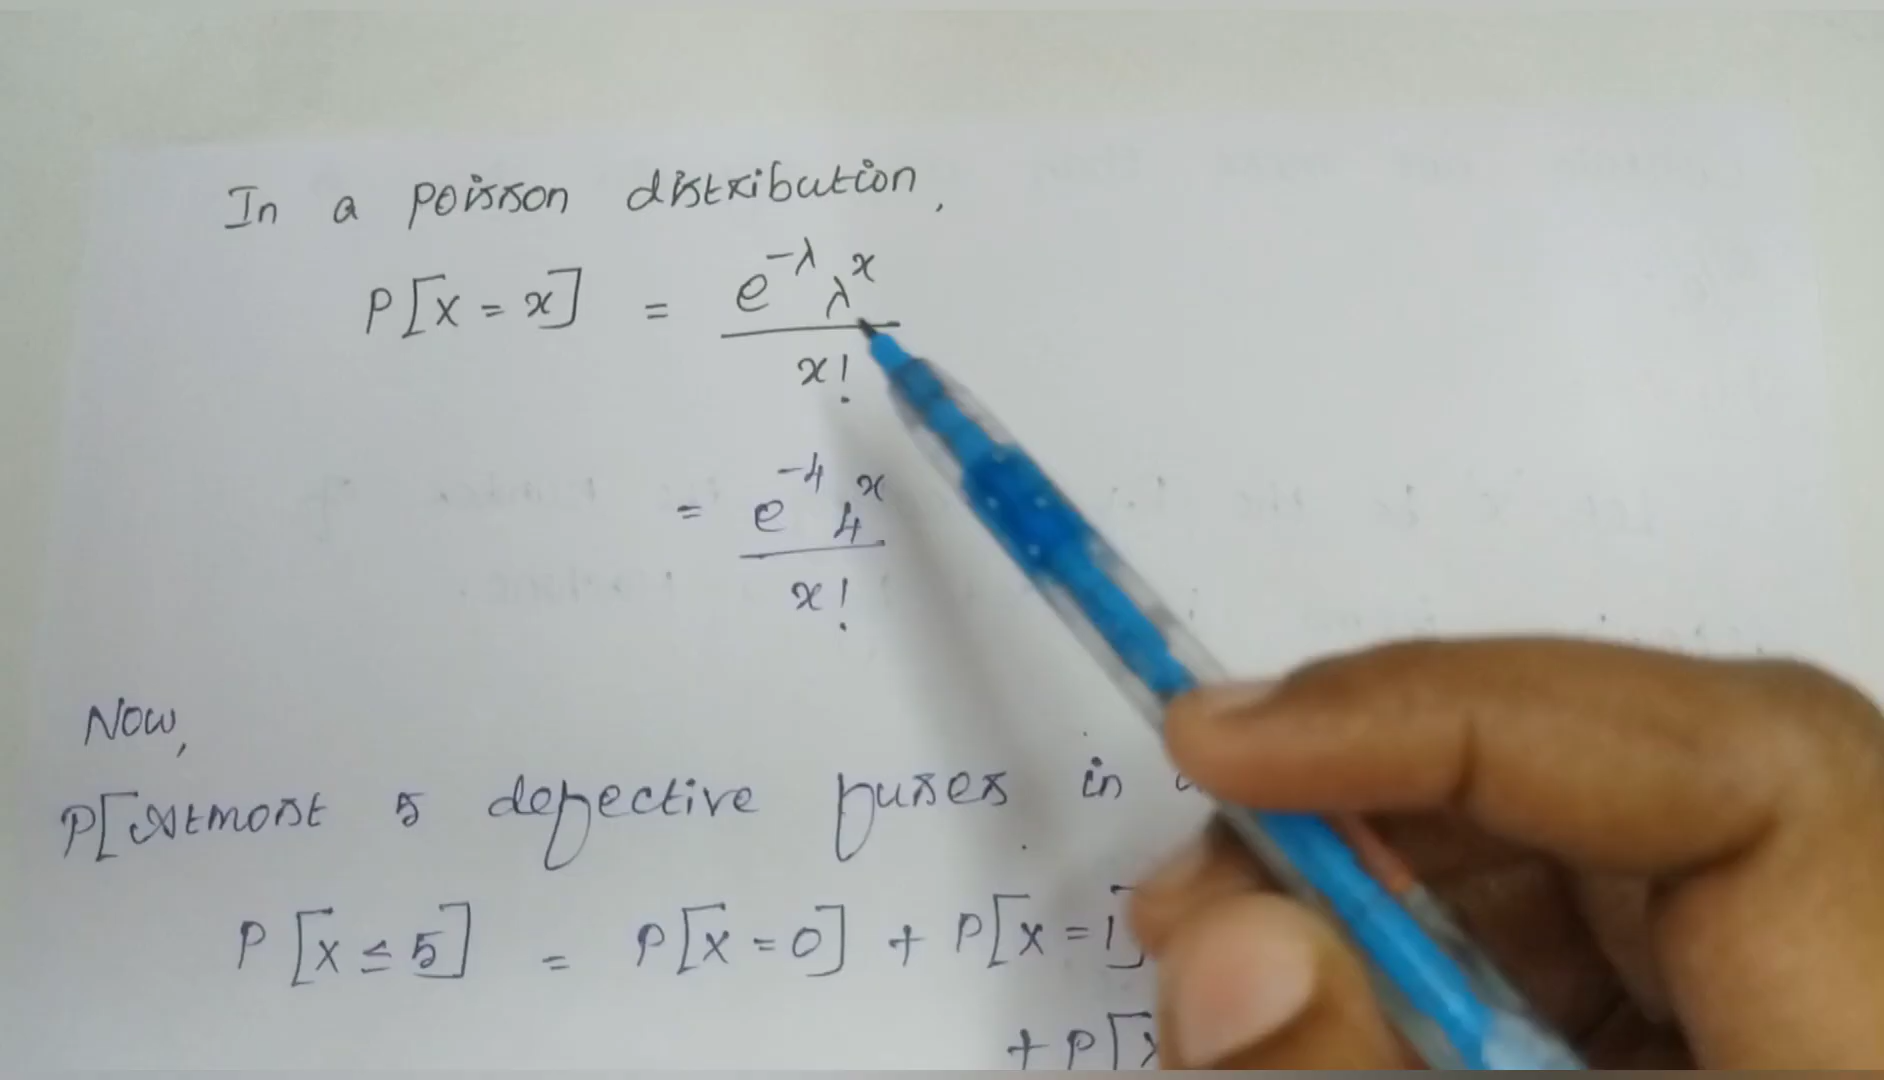 In a poisson distribution,
P[X = x] = e^{-λ} λ^x / x!
= e^{-4} 4^x / x!
Now,
P[Atmost 5 defective fuses in
P[X ≤ 5] = P[X = 0] + P[X = 1]
+ P[X